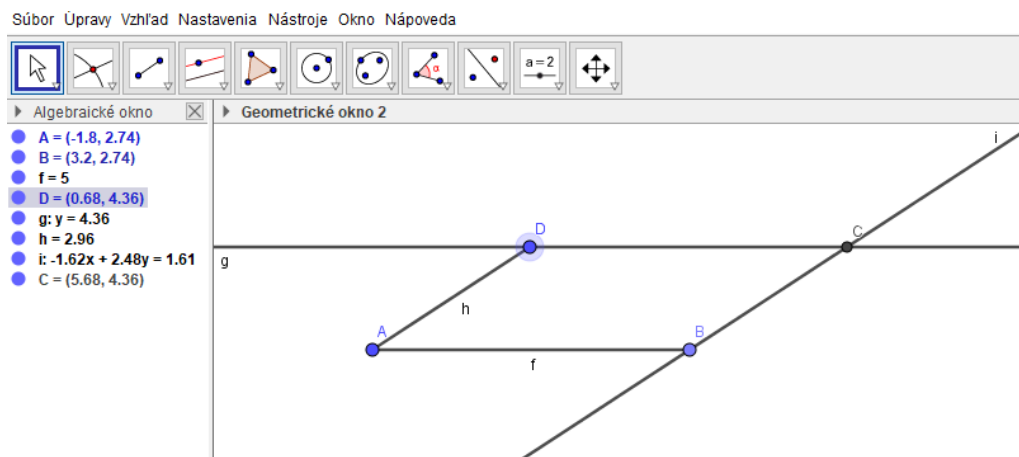 Súbor Úpravy Vzhľad Nastavenia Nástroje Okno Nápoveda
α
a = 2
Algebraické okno
Geometrické okno 2
A = (-1.8, 2.74)
B = (3.2, 2.74)
f = 5
D = (0.68, 4.36)
g: y = 4.36
h = 2.96
i: -1.62x + 2.48y = 1.61
C = (5.68, 4.36)
i
D
C
g
h
A
B
f